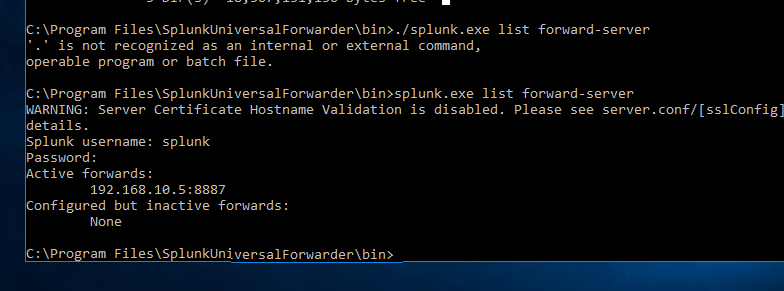 C:\Program Files\SplunkUniversalForwarder\bin>./splunk.exe list forward-server
'.' is not recognized as an internal or external command,
operable program or batch file.
C:\Program Files\SplunkUniversalForwarder\bin>splunk.exe list forward-server
WARNING: Server Certificate Hostname Validation is disabled. Please see server.conf/[sslConfig]
details.
Splunk username: splunk
Password:
Active forwards:
192.168.10.5:8887
Configured but inactive forwards:
None
C:\Program Files\SplunkUniversalForwarder\bin>